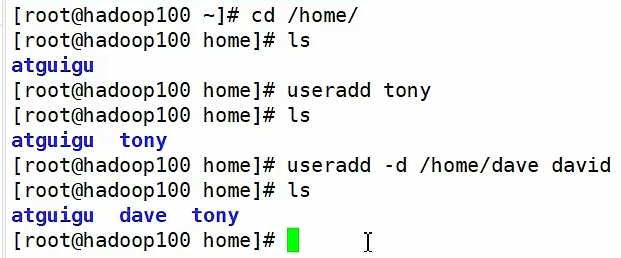 [root@hadoop100 ~]# cd /home/
[root@hadoop100 home]# ls
atguigu
[root@hadoop100 home]# useradd tony
[root@hadoop100 home]# ls
atguigu  tony
[root@hadoop100 home]# useradd -d /home/dave david
[root@hadoop100 home]# ls
atguigu  dave  tony
[root@hadoop100 home]#